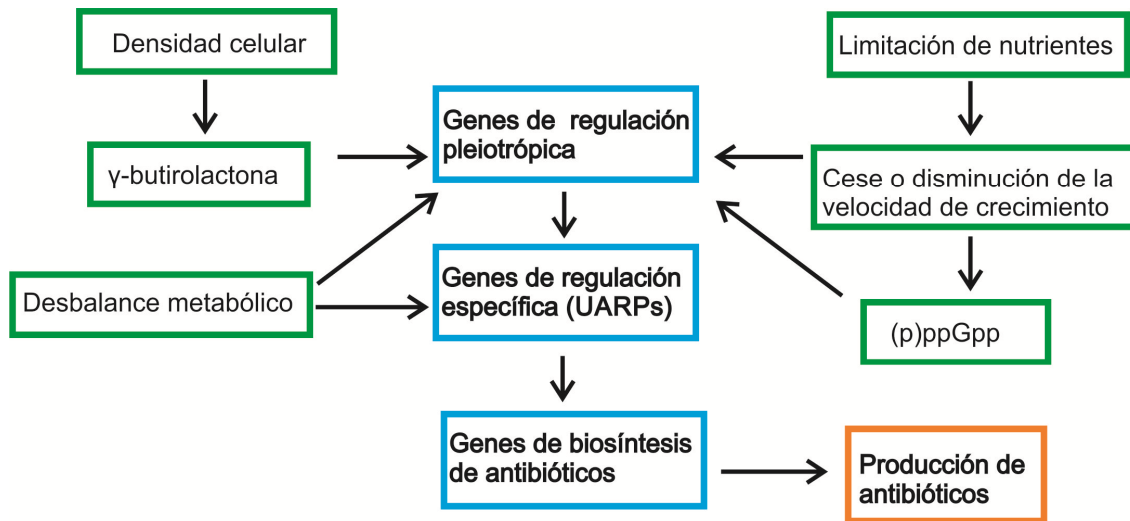 Densidad celular
γ-butirolactona
Desbalance metabólico
Genes de regulación
pleiotrópica
Genes de regulación
específica (UARPs)
Genes de biosíntesis
de antibióticos
Limitación de nutrientes
Cese o disminución de la
velocidad de crecimiento
(p)ppGpp
Producción de
antibióticos